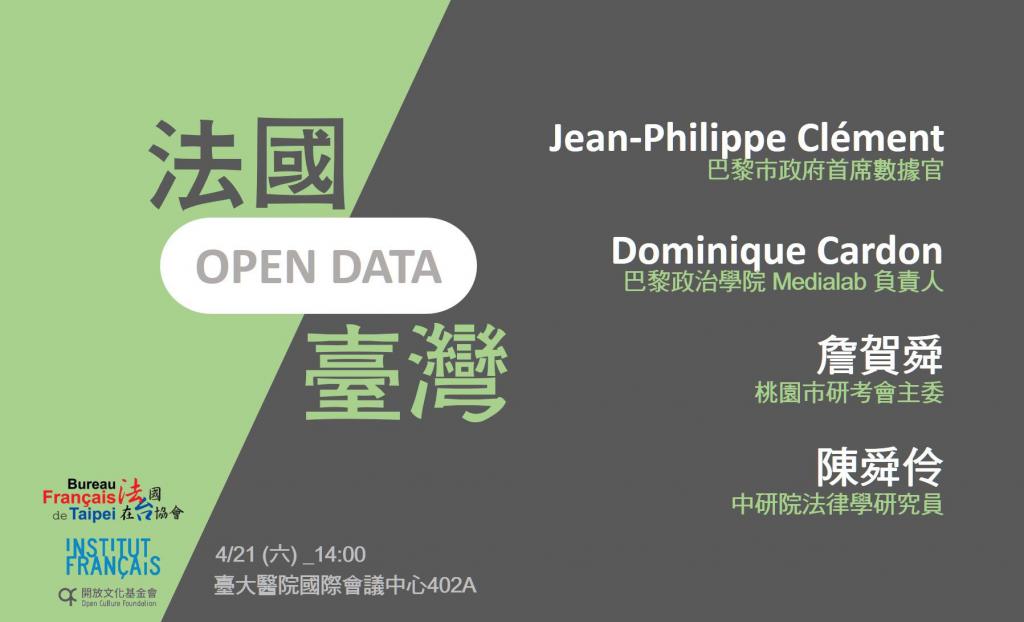 法國
OPEN DATA
臺灣
Jean-Philippe Clément
巴黎市政府首席數據官
Dominique Cardon
巴黎政治學院 Medialab 負責人
詹賀舜
桃園市研考會主委
陳舜伶
中研院法律學研究員
Bureau
Français 法國
de Taipei 在台協會
INSTITUT
FRANÇAIS
開放文化基金會
Open Culture Foundation
4/21 (六) _14:00
臺大醫院國際會議中心402A